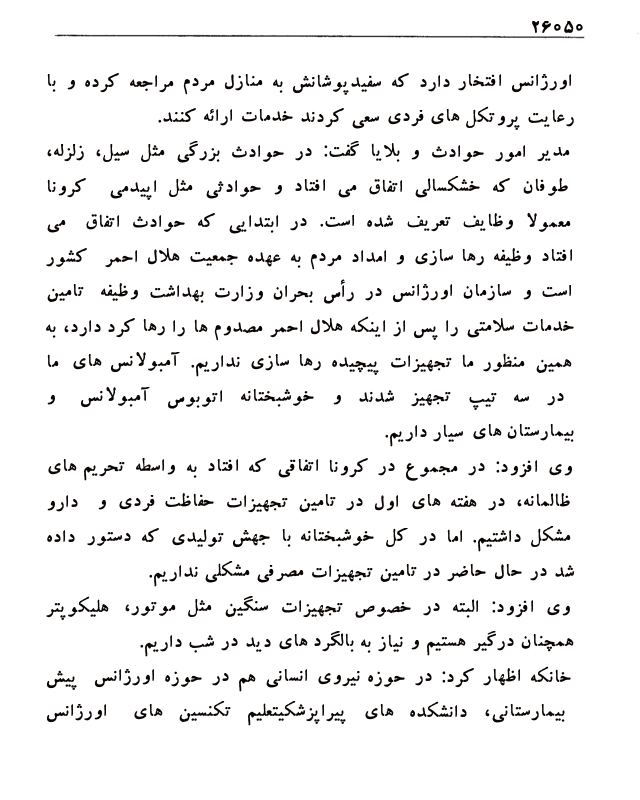 ۲۶۰۵۰
اورژانس افتخار دارد که سفیدپوشانش به منازل مردم مراجعه کرده و با
رعایت پروتکل های فردی سعی کردند خدمات ارائه کنند.
مدیر امور حوادث و بلایا گفت: در حوادث بزرگی مثل سیل، زلزله،
طوفان که خشکسالی اتفاق می افتاد و حوادثی مثل اپیدمی کرونا
معمولا وظایف تعریف شده است. در ابتدایی که حوادث اتفاق می
افتاد وظیفه رها سازی و امداد مردم به عهده جمعیت هلال احمر کشور
است و سازمان اورژانس در رأس بحران وزارت بهداشت وظیفه تامین
خدمات سلامتی را پس از اینکه هلال احمر مصدوم ها را رها کرد دارد، به
همین منظور ما تجهیزات پیچیده رها سازی نداریم. آمبولانس های ما
در سه تیپ تجهیز شدند و خوشبختانه اتوبوس آمبولانس و
بیمارستان های سیار داریم.
وی افزود: در مجموع در کرونا اتفاقی که افتاد به واسطه تحریم های
ظالمانه، در هفته های اول در تامین تجهیزات حفاظت فردی و دارو
مشکل داشتیم. اما در کل خوشبختانه با جهش تولیدی که دستور داده
شد در حال حاضر در تامین تجهیزات مصرفی مشکلی نداریم.
وی افزود: البته در خصوص تجهیزات سنگین مثل موتور، هلیکوپتر
همچنان درگیر هستیم و نیاز به بالگرد های دید در شب داریم.
خانکه اظهار کرد: در حوزه نیروی انسانی هم در حوزه اورژانس پیش
بیمارستانی، دانشکده های پیراپزشکیتعلیم تکنسین های اورژانس